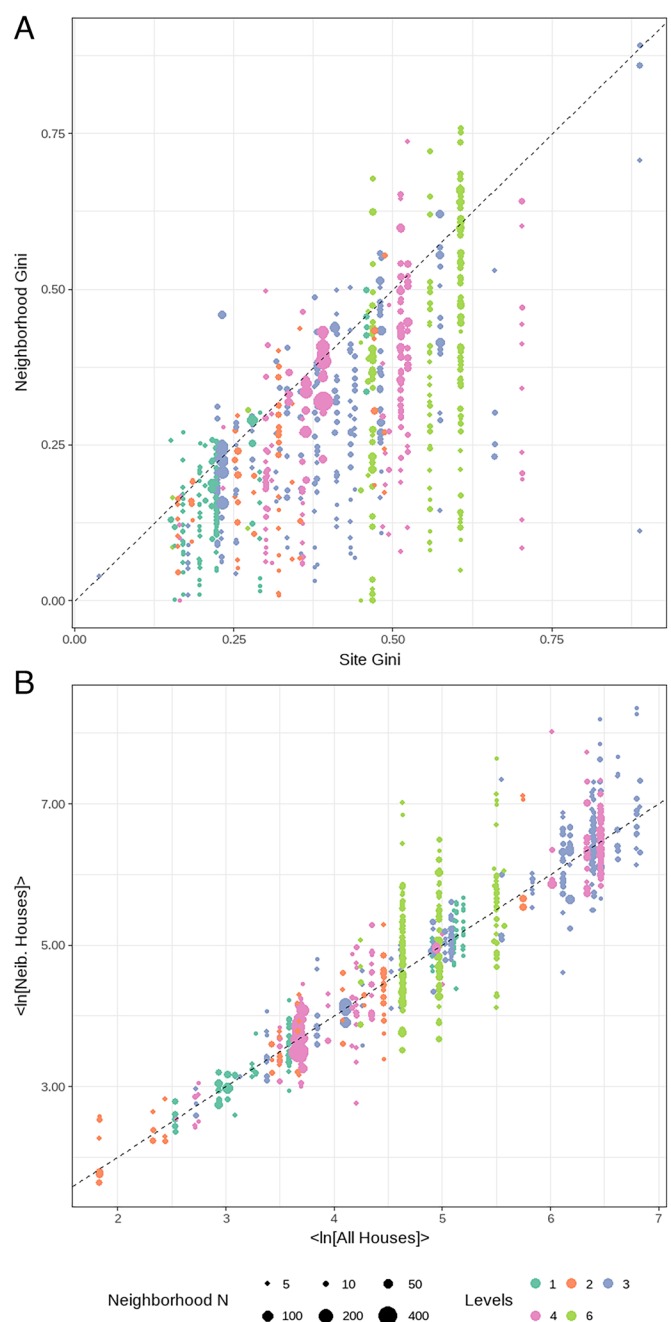 A
0.75
0.50
0.25
0.00
Neighborhood Gini
0.00 0.25 0.50 0.75
Site Gini
B
7.00
5.00
3.00
<ln[Neib. Houses]>
2 3 4 5 6 7
<ln[All Houses]>
Neighborhood N 5 10 50 Levels 1 2 3
100 200 400 4 6